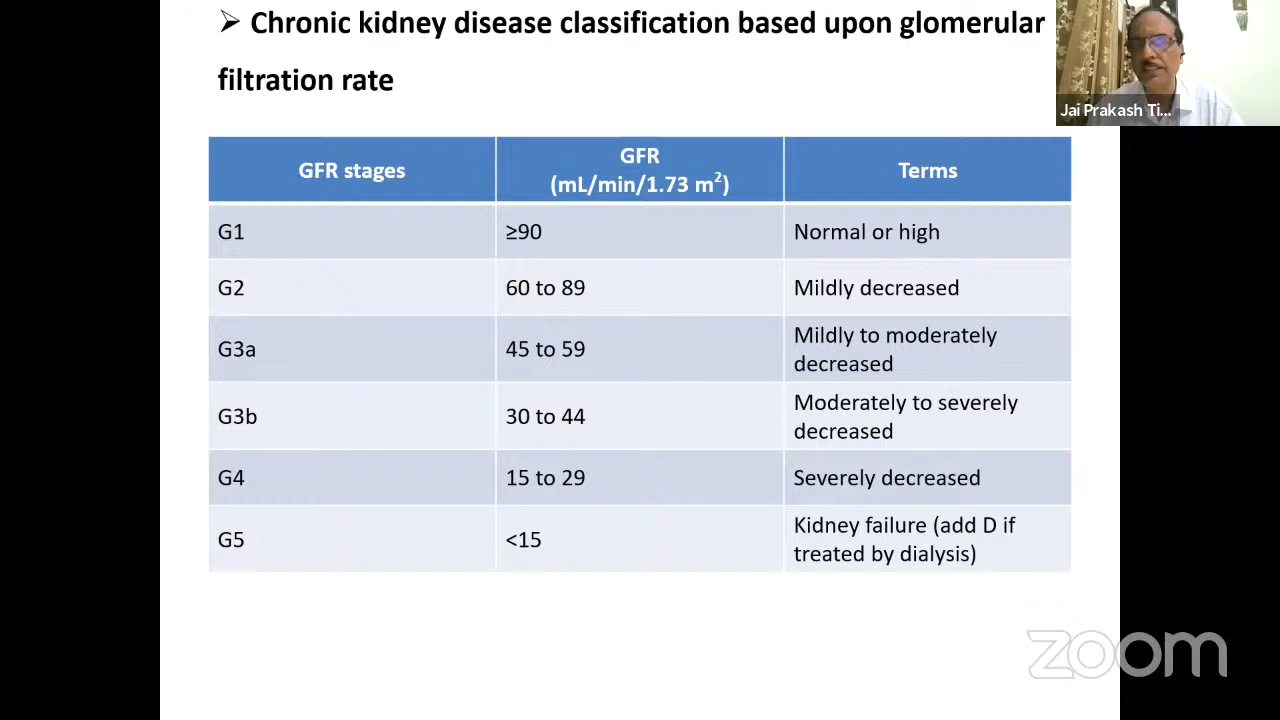 ➢ Chronic kidney disease classification based upon glomerular
filtration rate
Jai Prakash Ti...
GFR stages
GFR
(mL/min/1.73 m²)
Terms
G1
≥90
Normal or high
G2
60 to 89
Mildly decreased
G3a
45 to 59
Mildly to moderately
decreased
G3b
30 to 44
Moderately to severely
decreased
G4
15 to 29
Severely decreased
G5
<15
Kidney failure (add D if
treated by dialysis)
zoom